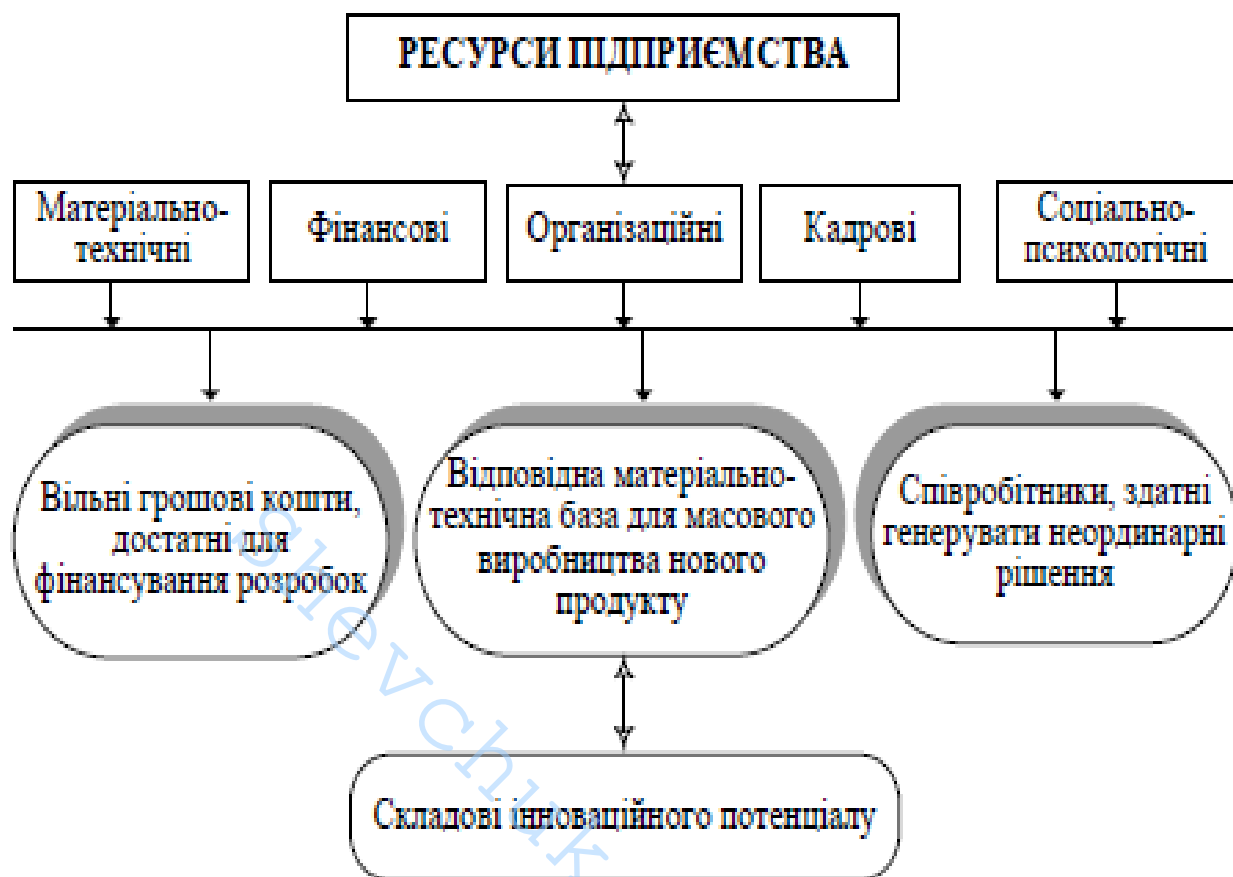 РЕСУРСИ ПІДПРИЄМСТВА
Матеріально-
технічні
Фінансові
Організаційні
Кадрові
Соціально-
психологічні
Вільні грошові кошти,
достатні для
фінансування розробок
Відповідна матеріально-
технічна база для масового
виробництва нового
продукту
Співробітники, здатні
генерувати неординарні
рішення
Складові інноваційного потенціалу
shevchuk